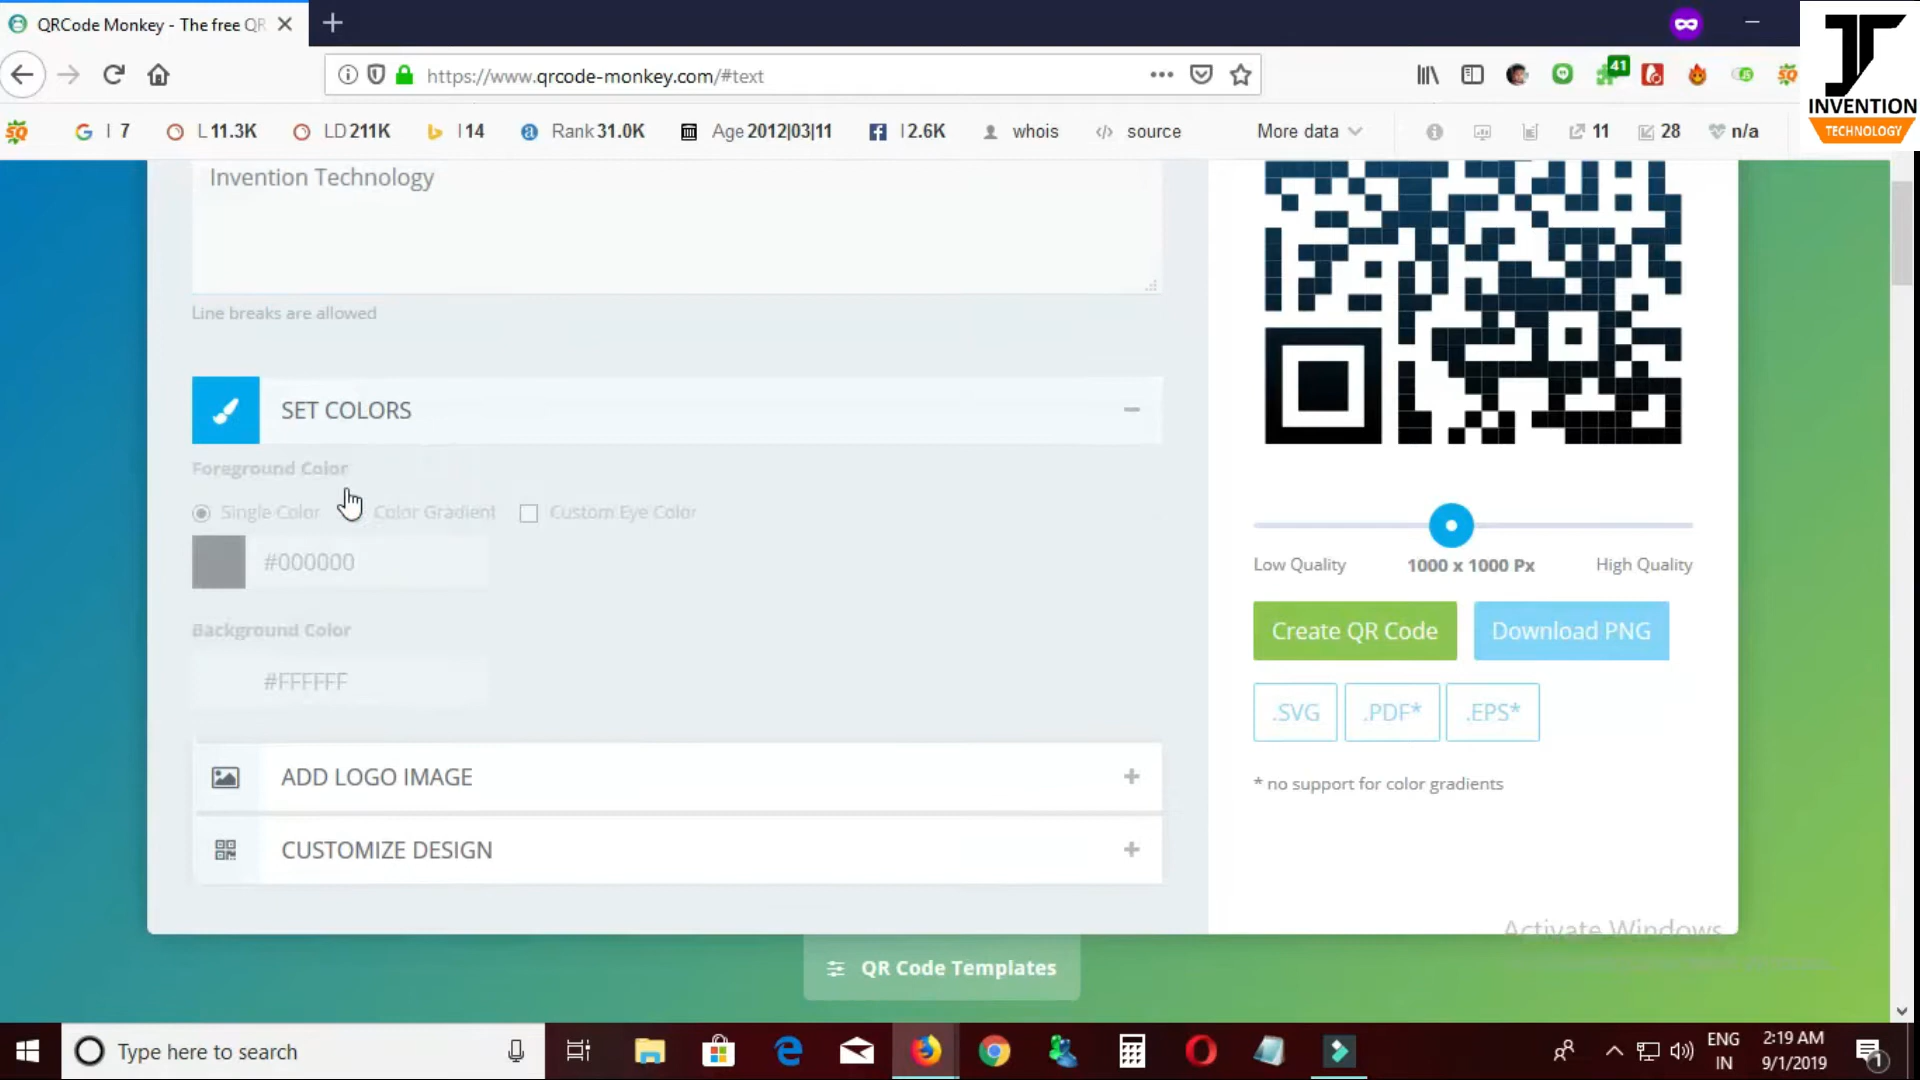 QRCode Monkey - The free QR
https://www.qrcode-monkey.com/#text
41
INVENTION
TECHNOLOGY
I 7
L 11.3K
LD 211K
I 14
Rank 31.0K
Age 2012|03|11
I 2.6K
whois
source
More data
11
28
n/a
Invention Technology
Line breaks are allowed
SET COLORS
Foreground Color
Single Color
Color Gradient
Custom Eye Color
#000000
Background Color
#FFFFFF
ADD LOGO IMAGE
CUSTOMIZE DESIGN
Low Quality
1000 x 1000 Px
High Quality
Create QR Code
Download PNG
.SVG
.PDF*
.EPS*
* no support for color gradients
Activate Windows
QR Code Templates
Type here to search
ENG
IN
2:19 AM
9/1/2019
1